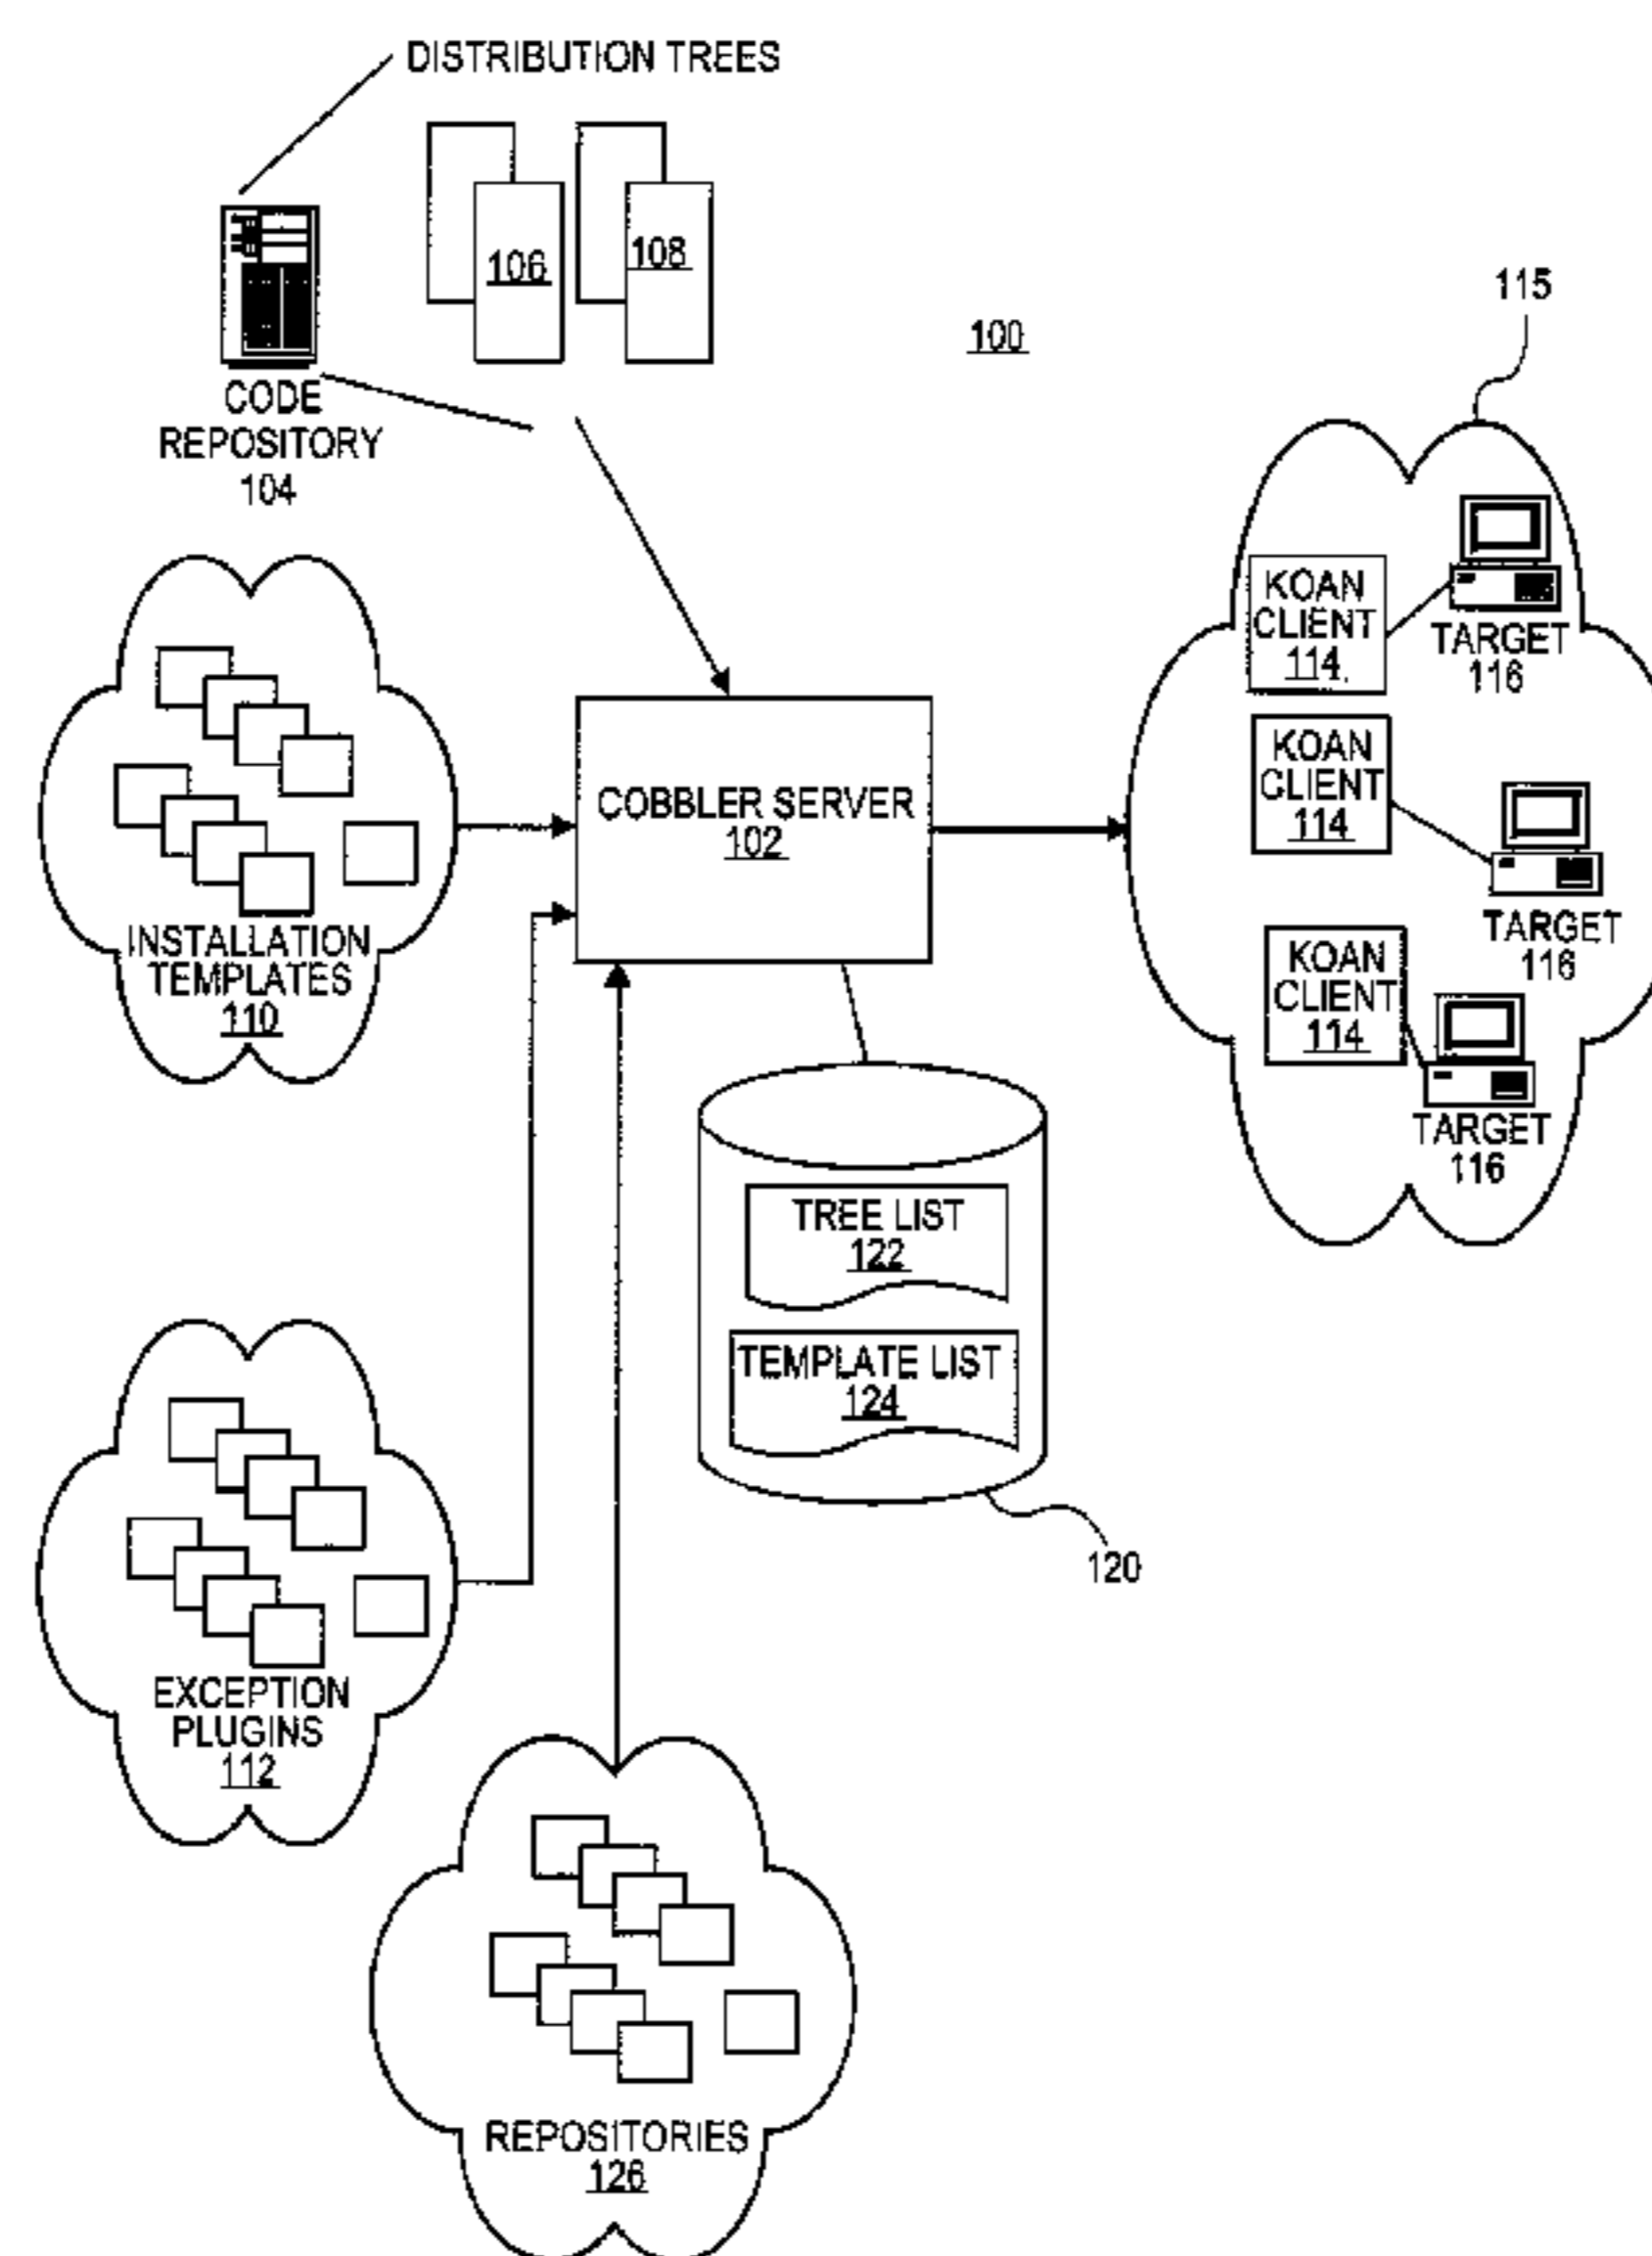 DISTRIBUTION TREES
106
108
CODE
REPOSITORY
104
100
115
KOAN
CLIENT
114
TARGET
116
KOAN
CLIENT
114
TARGET
116
KOAN
CLIENT
114
TARGET
116
INSTALLATION
TEMPLATES
110
COBBLER SERVER
102
TREE LIST
122
TEMPLATE LIST
124
120
EXCEPTION
PLUGINS
112
REPOSITORIES
126